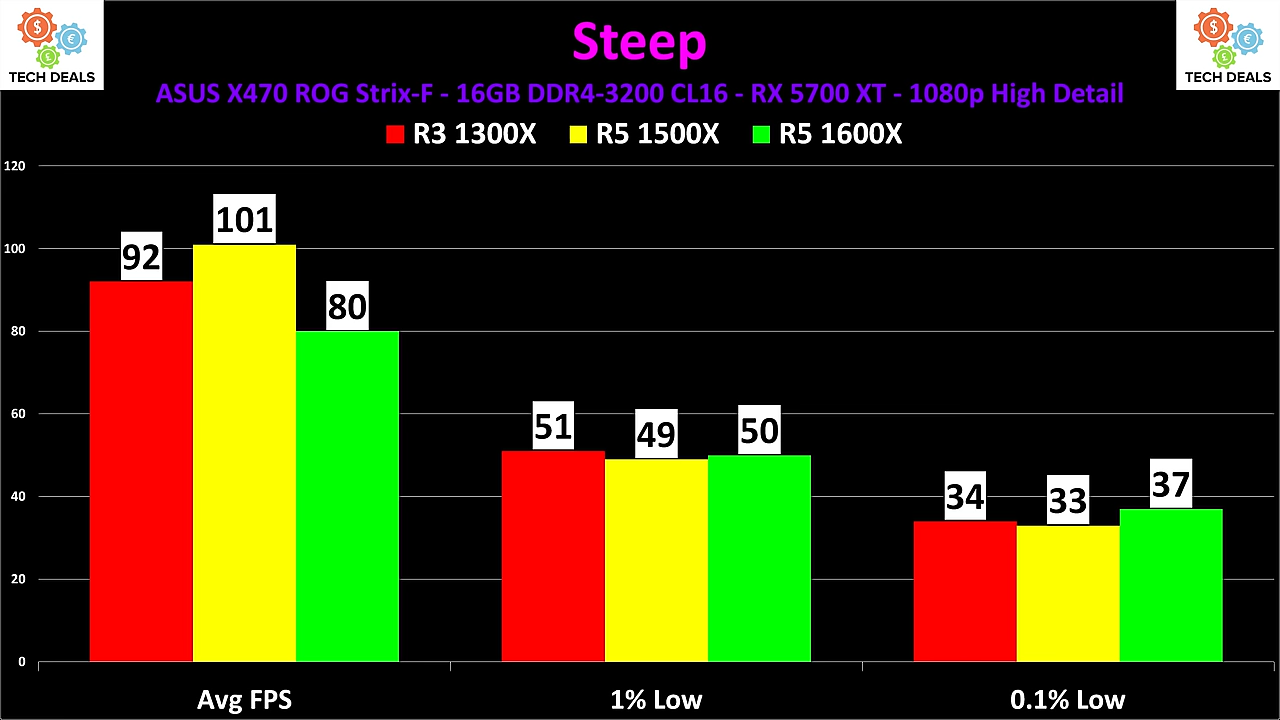 Steep
TECH DEALS
TECH DEALS
ASUS X470 ROG Strix-F - 16GB DDR4-3200 CL16 - RX 5700 XT - 1080p High Detail
R3 1300X R5 1500X R5 1600X
120
100
80
60
40
20
0
92 101 80
51 49 50
34 33 37
Avg FPS 1% Low 0.1% Low
$ € €
$ € €